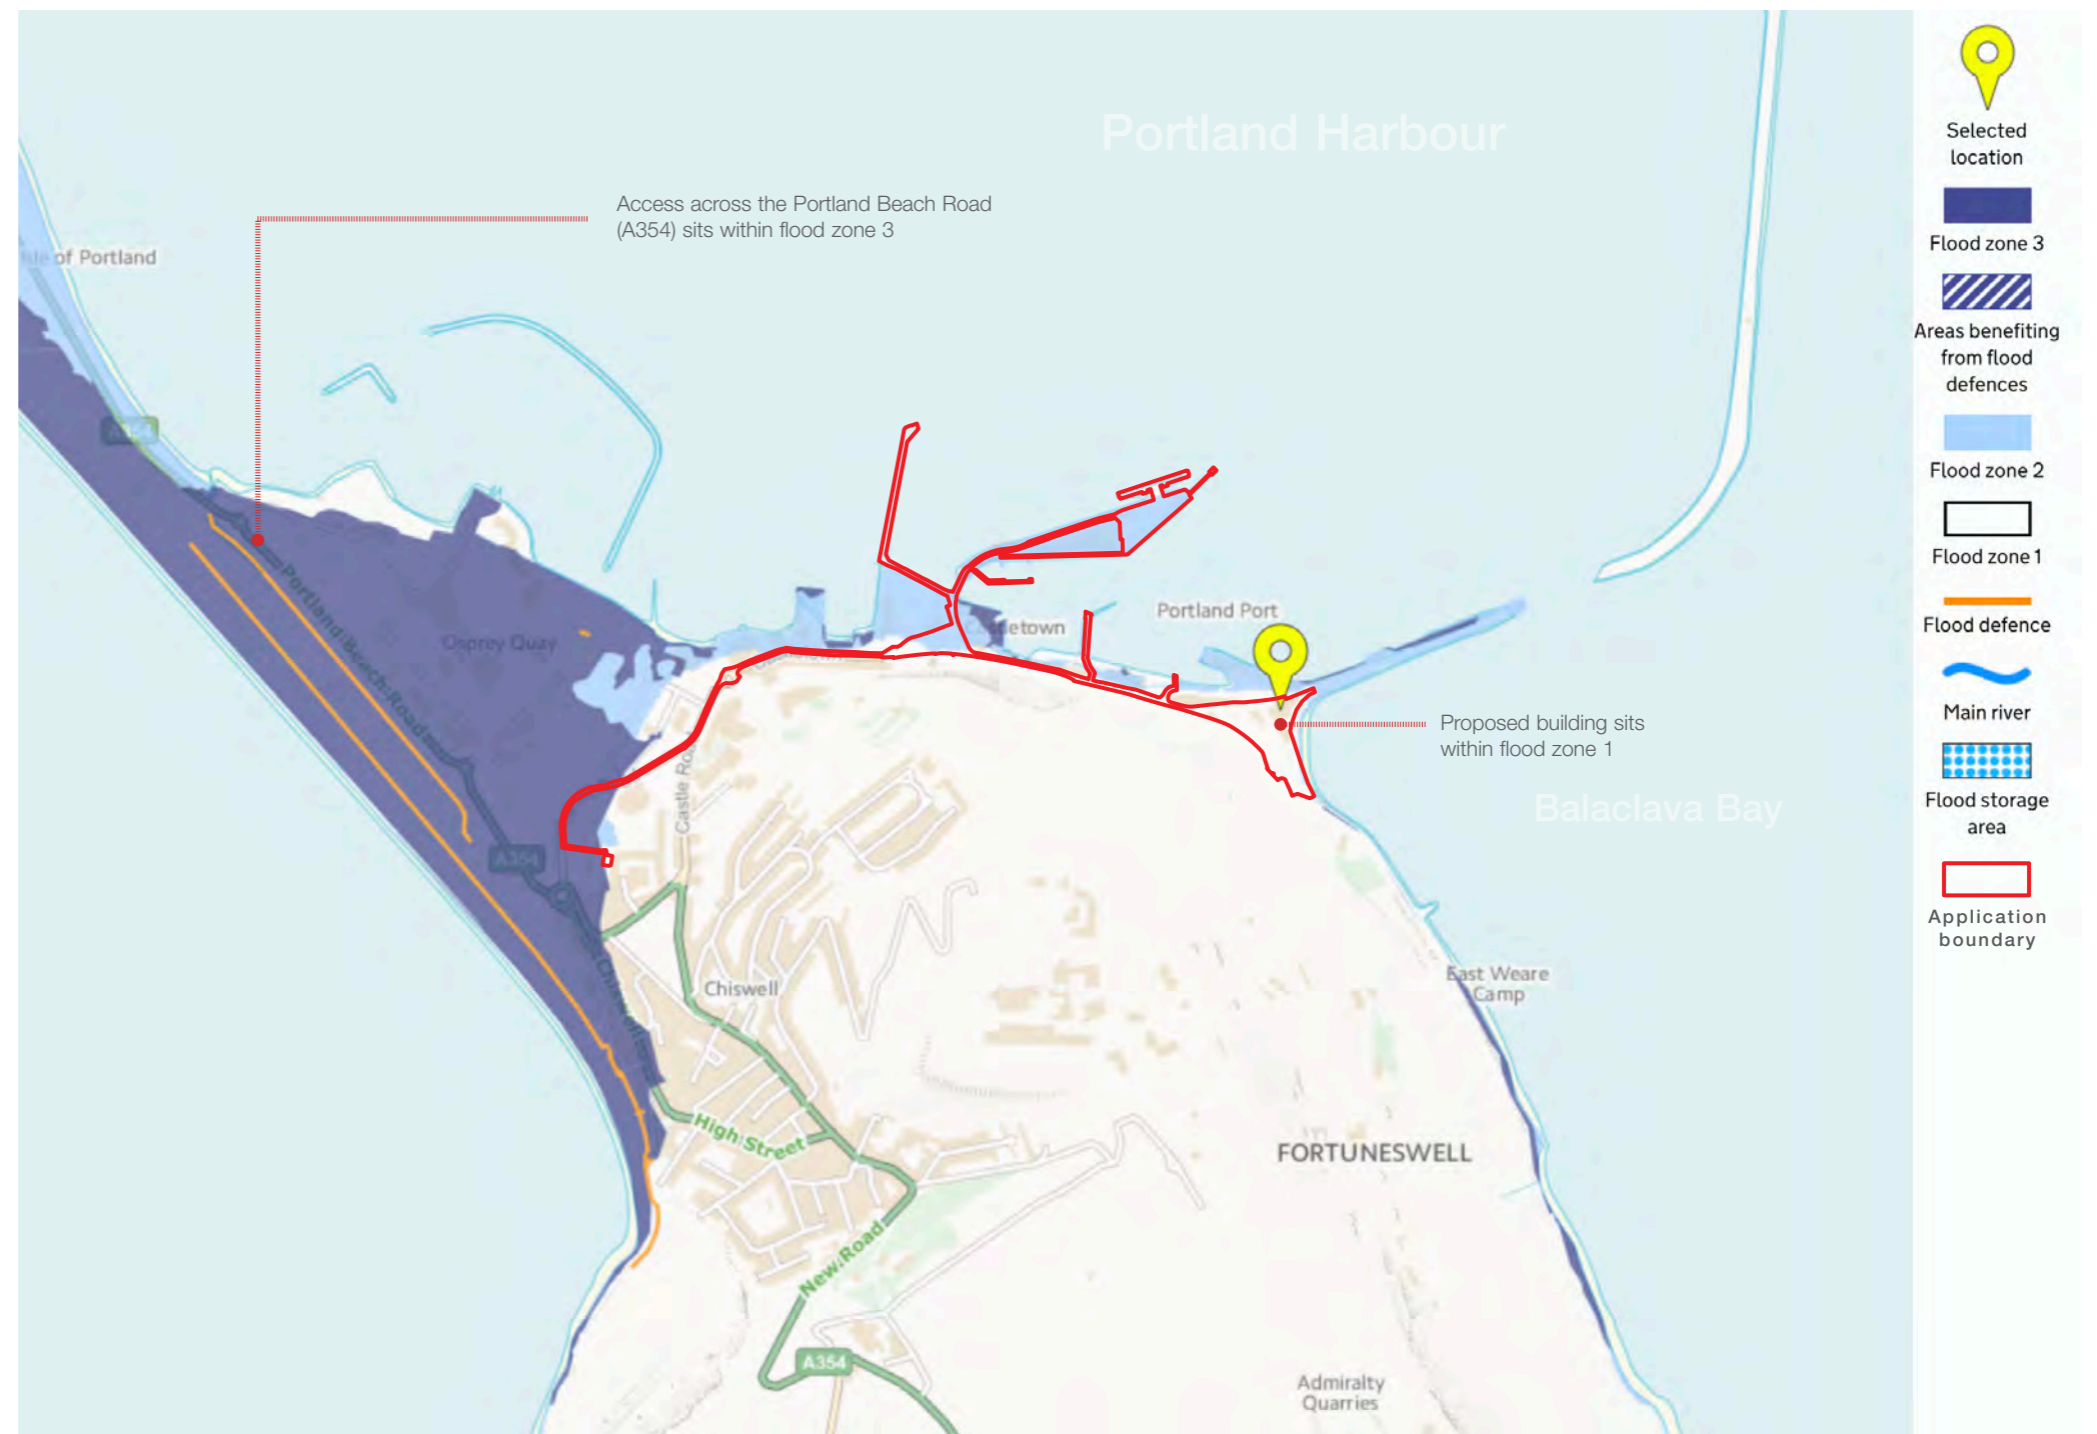 Portland Harbour
Access across the Portland Beach Road
(A354) sits within flood zone 3
Isle of Portland
A354
Portland Beach Road
Osprey Quay
Castletown
Portland Port
Proposed building sits
within flood zone 1
Balaclava Bay
Castle Road
A354
Chiswell
Chiswell
East Weare
Camp
High Street
FORTUNESWELL
New Road
A354
Admiralty
Quarries
Selected
location
Flood zone 3
Areas benefiting
from flood
defences
Flood zone 2
Flood zone 1
Flood defence
Main river
Flood storage
area
Application
boundary